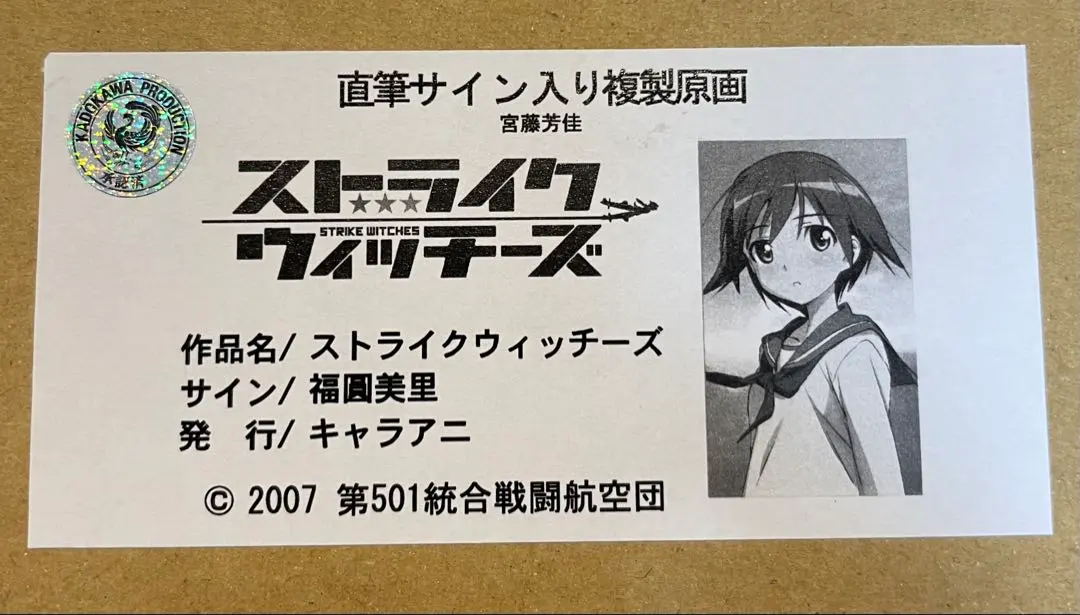 直筆サイン入り複製原画
宮藤芳佳
KADOKAWA PRODUCTION
承認済
ストライク
STRIKE WITCHES
ウィッチーズ
作品名/ ストライクウィッチーズ
サイン/ 福圓美里
発　行/ キャラアニ
© 2007 第501統合戦闘航空団